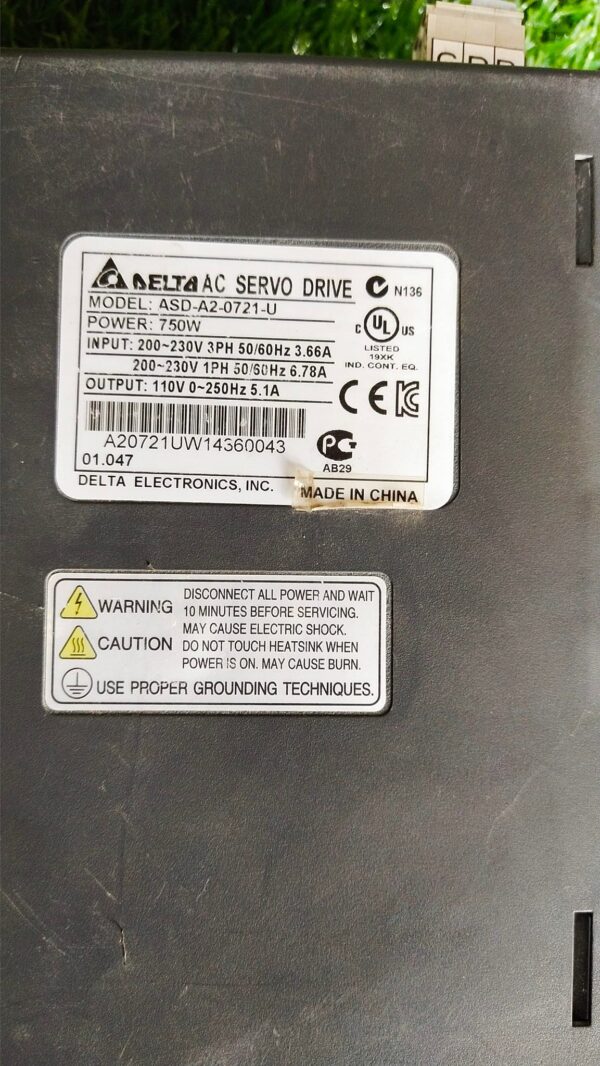 DELTA AC SERVO DRIVE
N136
MODEL: ASD-A2-0721-U
POWER: 750W
INPUT: 200~230V 3PH 50/60Hz 3.66A
200~230V 1PH 50/60Hz 6.78A
OUTPUT: 110V 0~250Hz 5.1A
C UL US
LISTED
19XK
IND. CONT. EQ.
CE
A20721UW14360043
01.047
AB29
DELTA ELECTRONICS, INC.
MADE IN CHINA
WARNING
DISCONNECT ALL POWER AND WAIT
10 MINUTES BEFORE SERVICING.
MAY CAUSE ELECTRIC SHOCK.
CAUTION
DO NOT TOUCH HEATSINK WHEN
POWER IS ON. MAY CAUSE BURN.
USE PROPER GROUNDING TECHNIQUES.